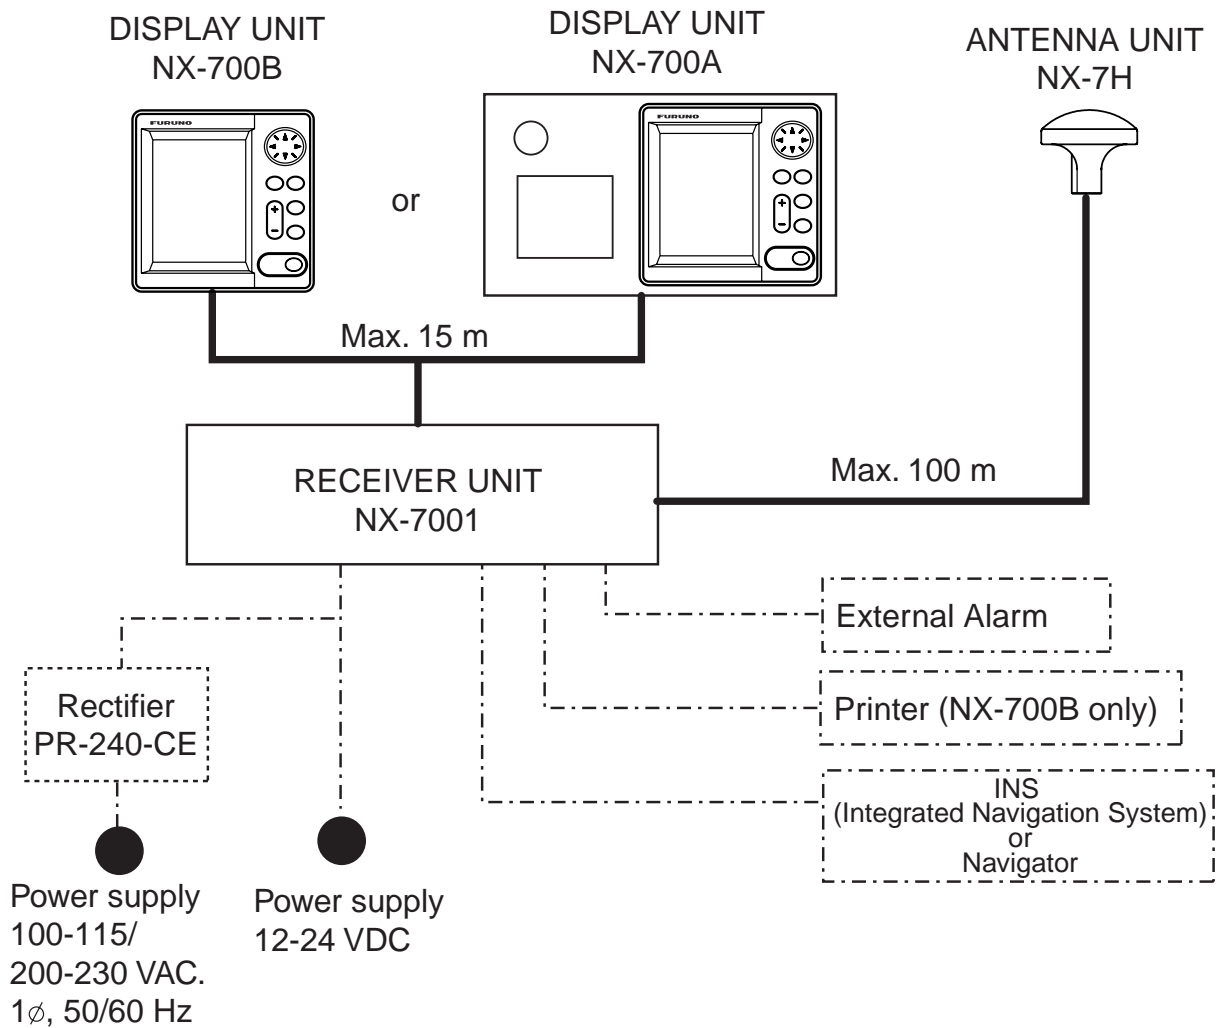 DISPLAY UNIT
NX-700B
DISPLAY UNIT
NX-700A
ANTENNA UNIT
NX-7H
FURUNO
+
−
or
FURUNO
+
−
Max. 15 m
RECEIVER UNIT
NX-7001
Max. 100 m
External Alarm
Rectifier
PR-240-CE
Printer (NX-700B only)
INS
(Integrated Navigation System)
or
Navigator
Power supply
100-115/
200-230 VAC.
1ø, 50/60 Hz
Power supply
12-24 VDC